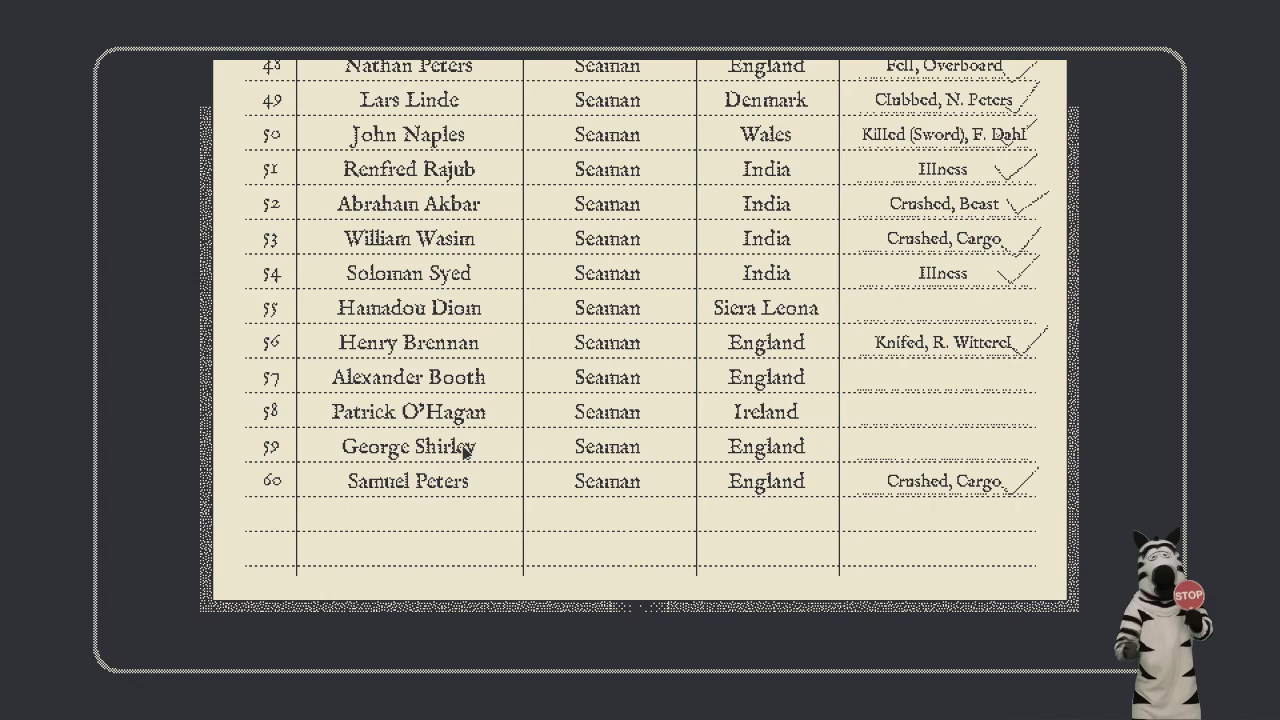 48 Nathan Peters Seaman England Fell, Overboard
49 Lars Linde Seaman Denmark Clubbed, N. Peters
50 John Naples Seaman Wales Killed (Sword), F. Dahl
51 Renfred Rajub Seaman India Illness
52 Abraham Akbar Seaman India Crushed, Beast
53 William Wasim Seaman India Crushed, Cargo
54 Soloman Syed Seaman India Illness
55 Hamadou Diom Seaman Siera Leona
56 Henry Brennan Seaman England Knifed, R. Witterel
57 Alexander Booth Seaman England
58 Patrick O'Hagan Seaman Ireland
59 George Shirley Seaman England
60 Samuel Peters Seaman England Crushed, Cargo
STOP